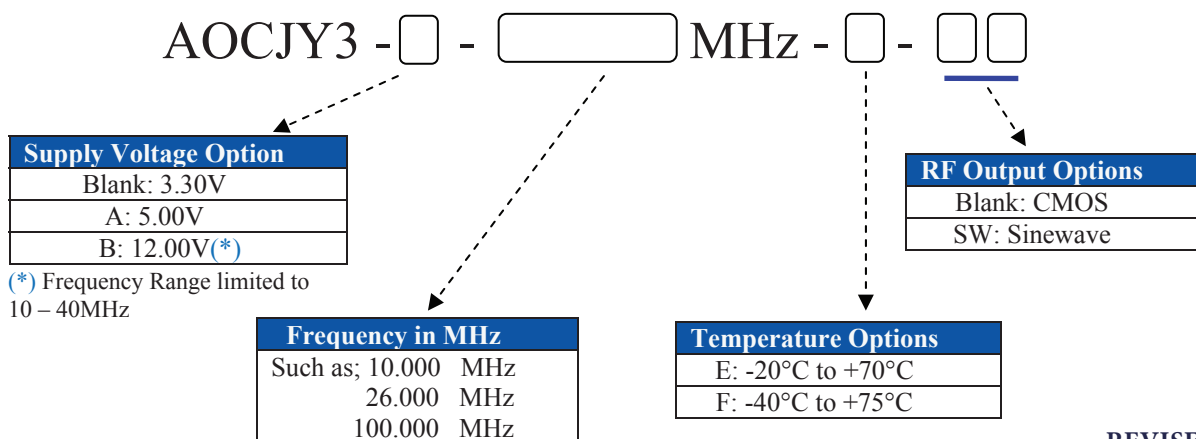 AOCJY3 - - MHz - -
Supply Voltage Option
Blank: 3.30V
A: 5.00V
B: 12.00V(*)
(*) Frequency Range limited to
10 – 40MHz
Frequency in MHz
Such as; 10.000 MHz
26.000 MHz
100.000 MHz
Temperature Options
E: -20°C to +70°C
F: -40°C to +75°C
RF Output Options
Blank: CMOS
SW: Sinewave